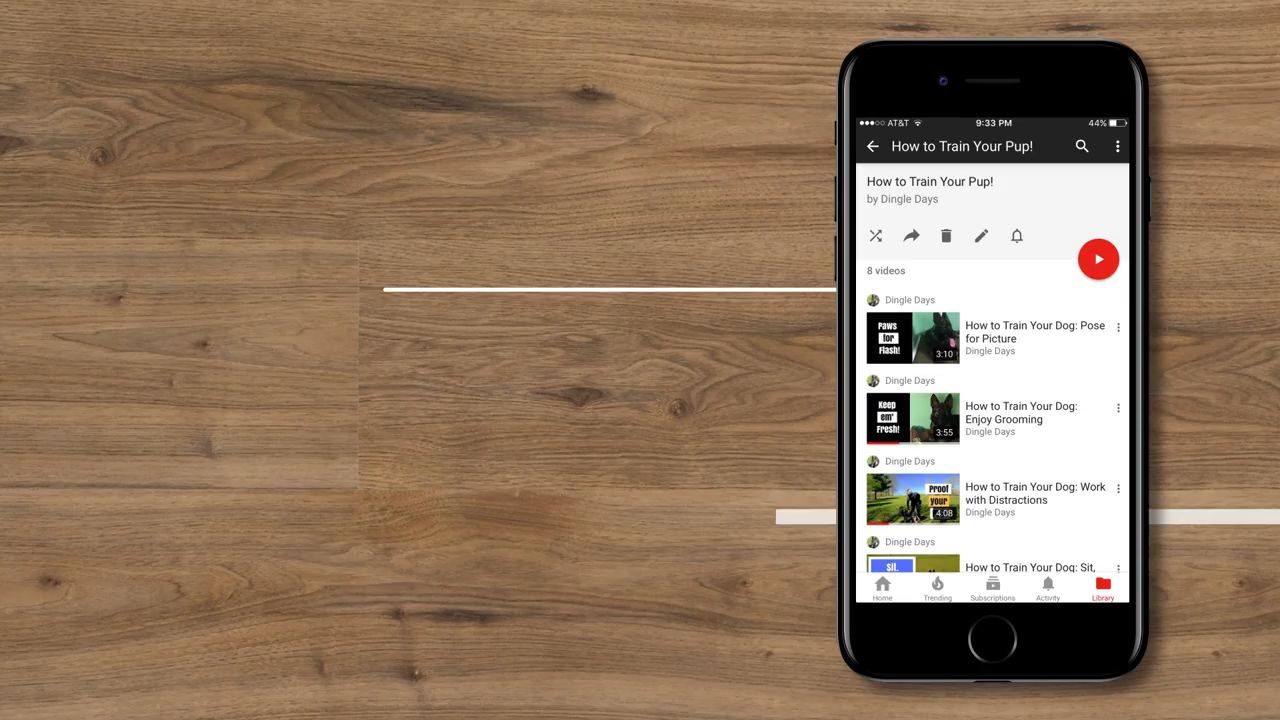 AT&T
9:33 PM
44%
How to Train Your Pup!
How to Train Your Pup!
by Dingle Days
8 videos
Dingle Days
Paws
for
Flash!
3:10
How to Train Your Dog: Pose
for Picture
Dingle Days
Dingle Days
Keep
em'
Fresh!
3:55
How to Train Your Dog:
Enjoy Grooming
Dingle Days
Dingle Days
Proof
your
4:08
How to Train Your Dog: Work
with Distractions
Dingle Days
Dingle Days
Sit,
How to Train Your Dog: Sit,
Home
Trending
Subscriptions
Activity
Library